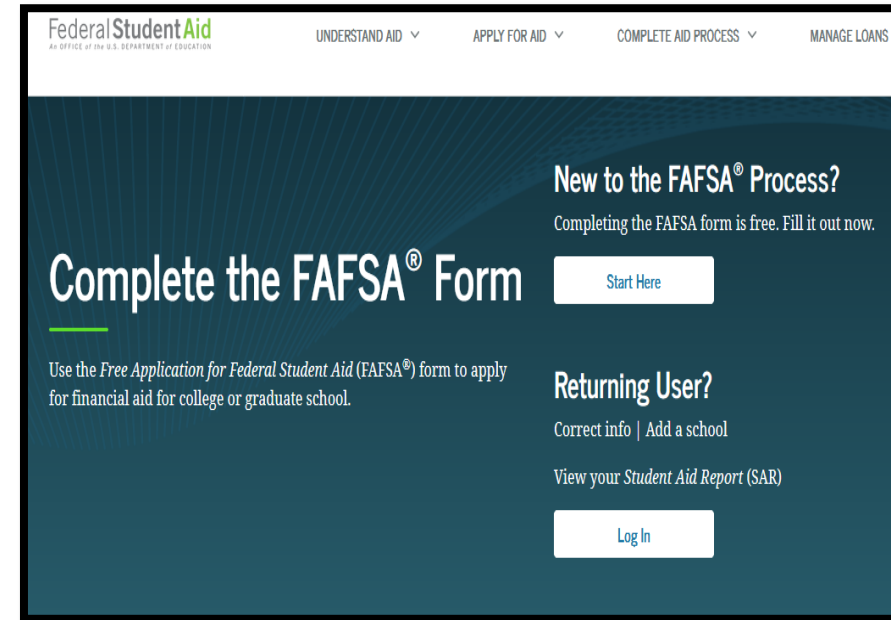 Federal Student Aid
An OFFICE of the U.S. DEPARTMENT of EDUCATION
UNDERSTAND AID
APPLY FOR AID
COMPLETE AID PROCESS
MANAGE LOANS
Complete the FAFSA® Form
Use the Free Application for Federal Student Aid (FAFSA®) form to apply
for financial aid for college or graduate school.
New to the FAFSA® Process?
Completing the FAFSA form is free. Fill it out now.
Start Here
Returning User?
Correct info | Add a school
View your Student Aid Report (SAR)
Log In